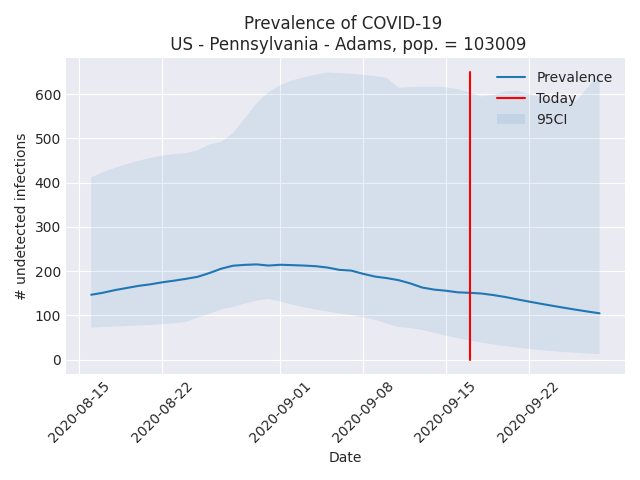 Prevalence of COVID-19
US - Pennsylvania - Adams, pop. = 103009
Prevalence
Today
95CI
# undetected infections
600
500
400
300
200
100
0
2020-08-15
2020-08-22
2020-09-01
2020-09-08
2020-09-15
2020-09-22
Date